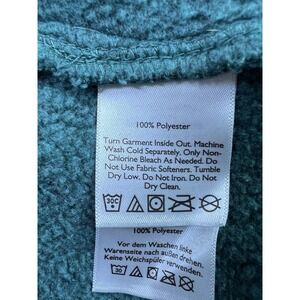 100% Polyester
Turn Garment Inside Out. Machine
Wash Cold Separately. Only Non-
Chlorine Bleach As Needed. Do
Not Use Fabric Softeners. Tumble
Dry Low. Do Not Iron. Do Not
Dry Clean.
30C
100% Polyester
Vor dem Waschen linke
Warenseite nach außen drehen.
Keine Weichspüler verwenden.
30